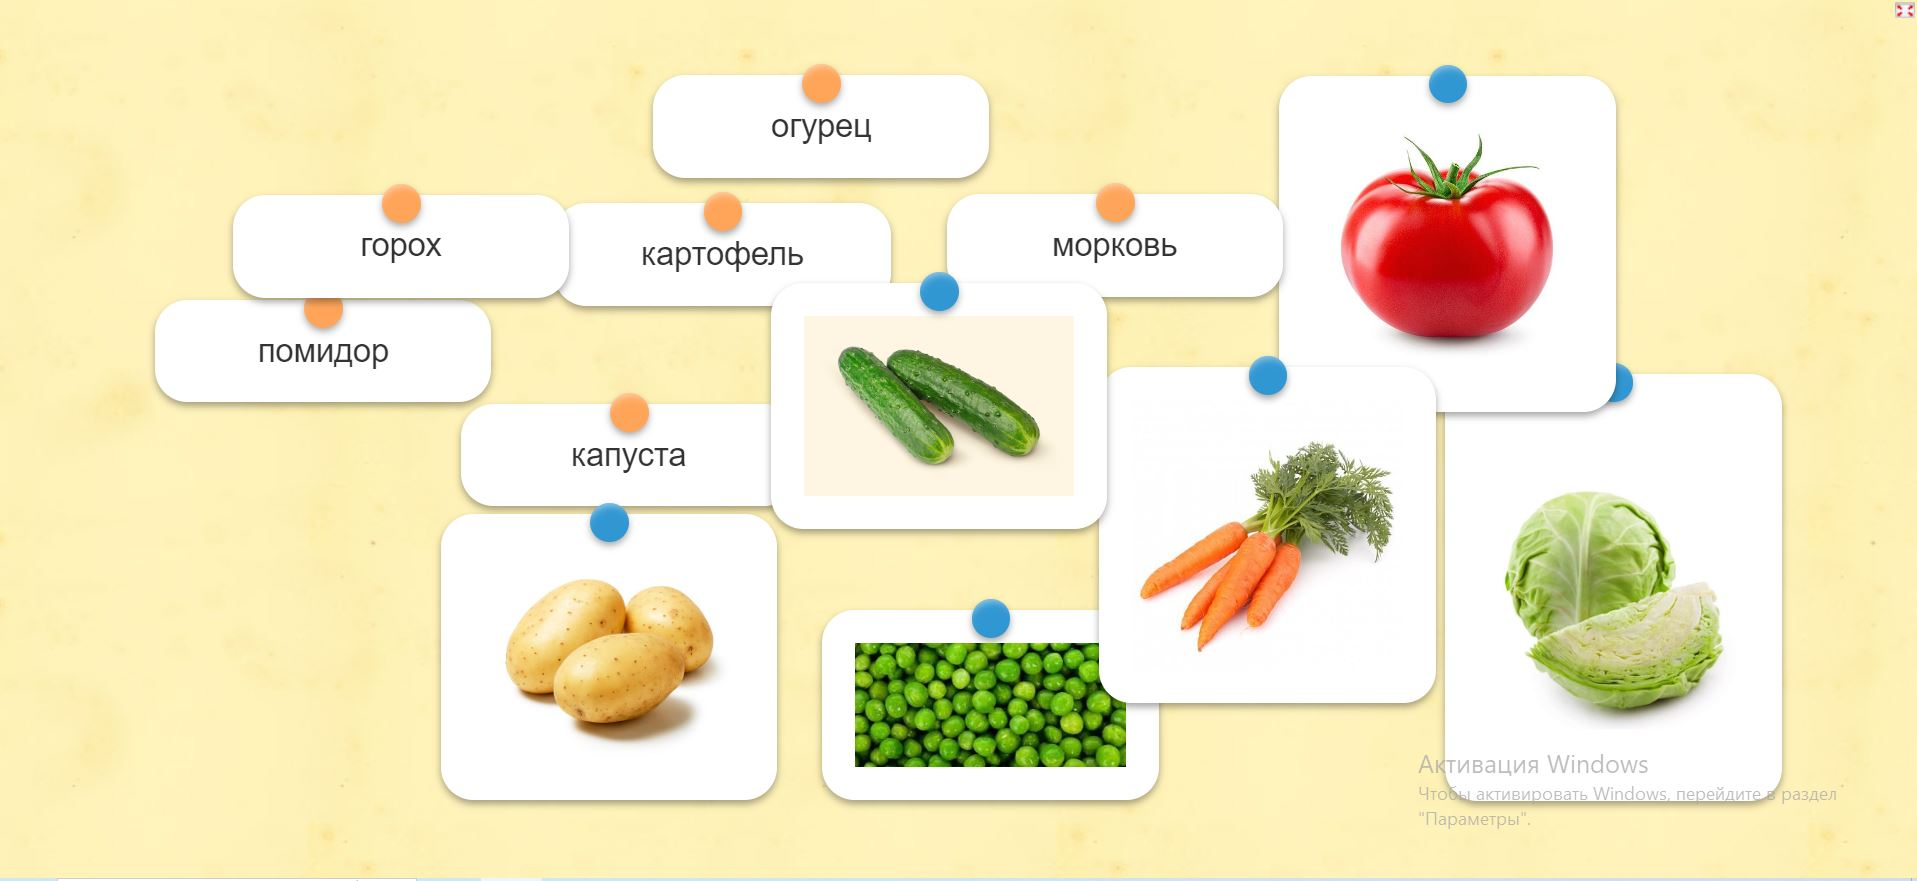 огурец
горох
картофель
морковь
помидор
капуста
Активация Windows
Чтобы активировать Windows, перейдите в раздел
"Параметры".